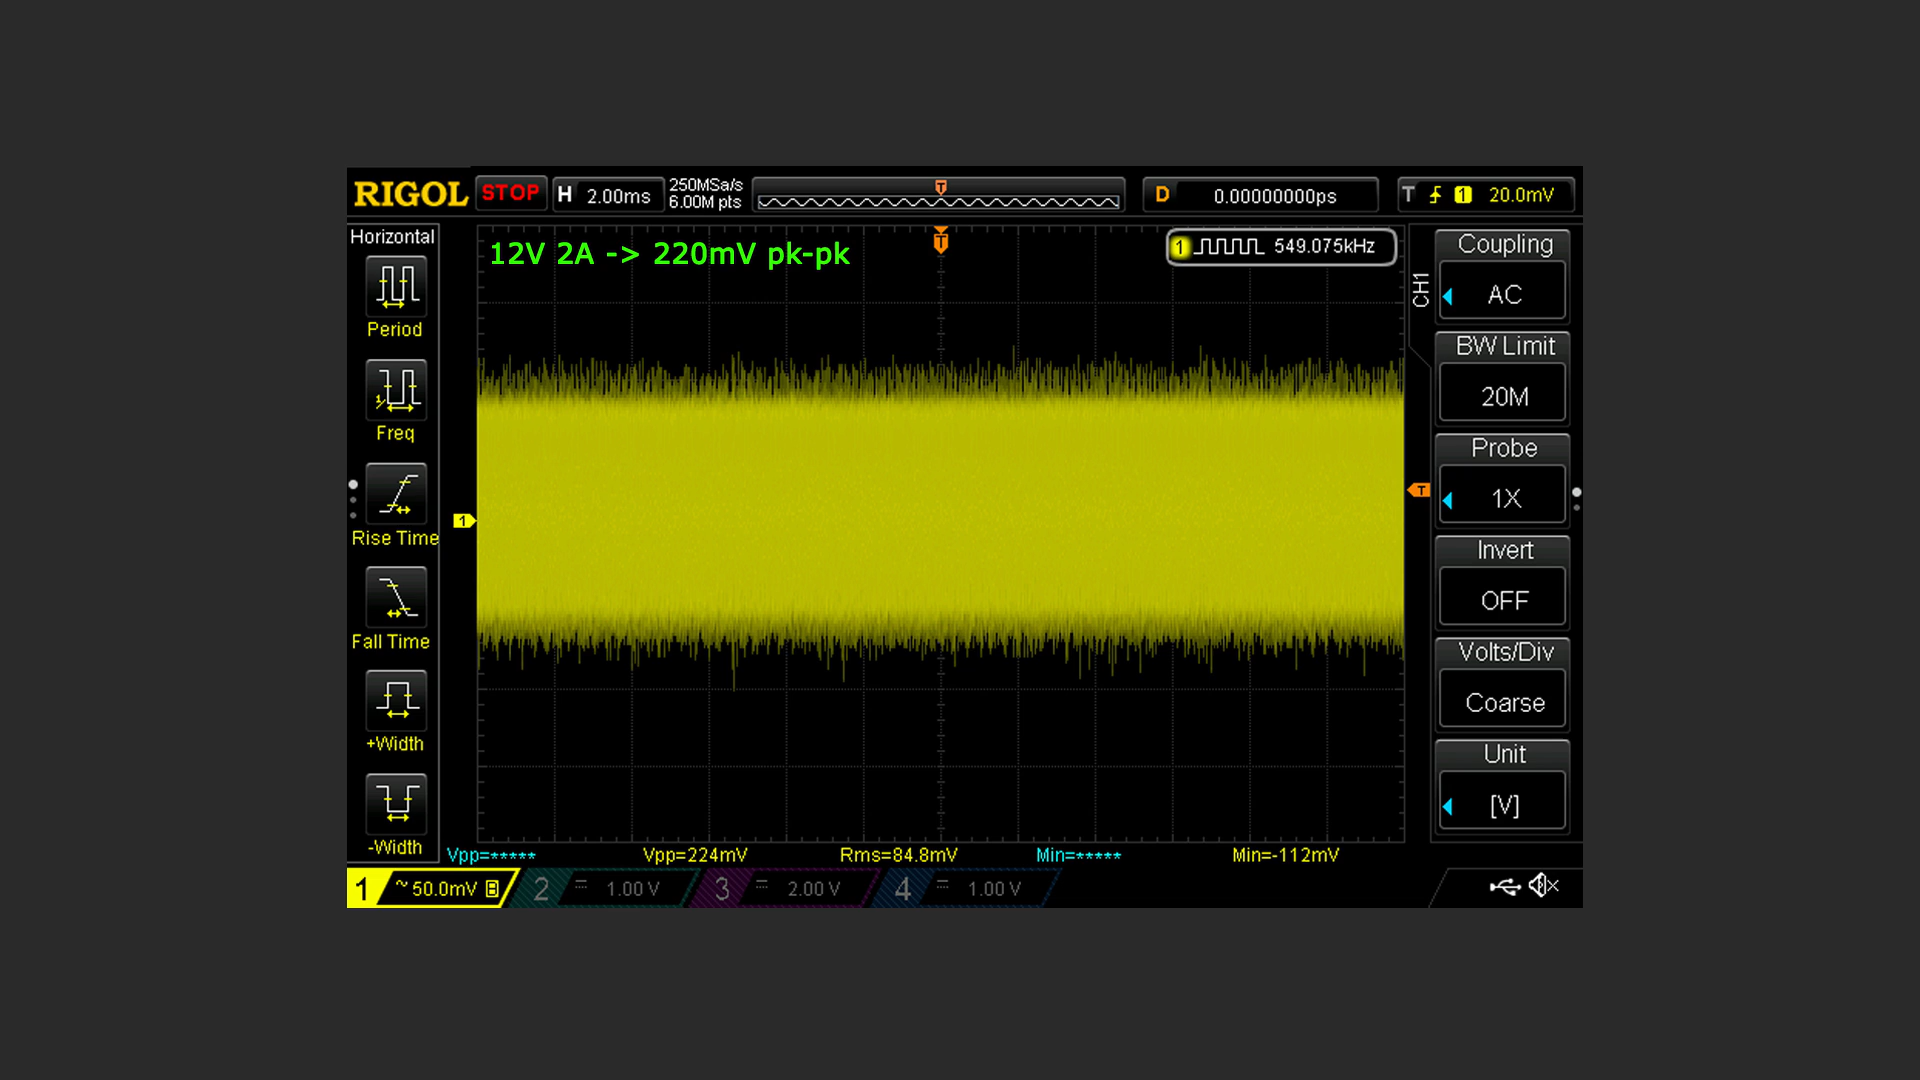 RIGOL STOP H 2.00ms 250MSa/s 6.00M pts T D 0.00000000ps T 1 20.0mV
Horizontal
12V 2A -> 220mV pk-pk
T
1 549.075kHz
Period
Freq
Rise Time
Fall Time
+Width
-Width
1
T
CH1
Coupling
AC
BW Limit
20M
Probe
1X
Invert
OFF
Volts/Div
Coarse
Unit
[V]
Vpp=***** Vpp=224mV Rms=84.8mV Min=***** Min=-112mV
1 ~ 50.0mV B 2 1.00 V 3 2.00 V 4 1.00 V